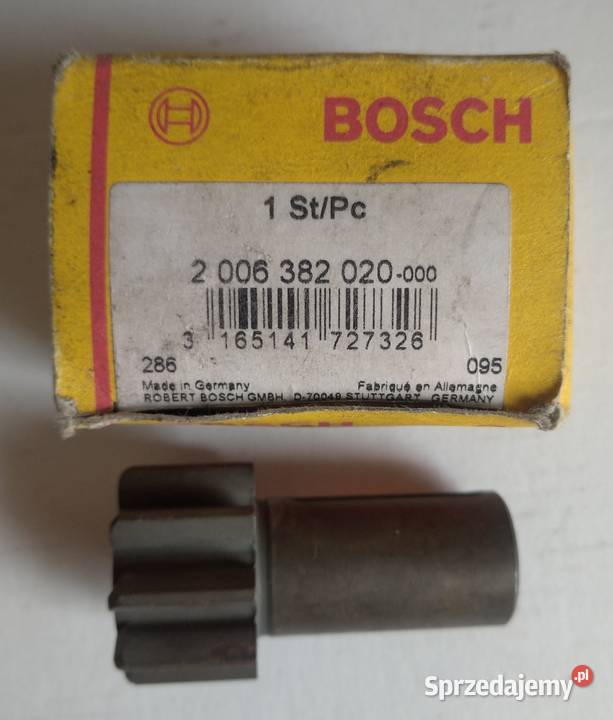 BOSCH
1 St/Pc
2 006 382 020-000
3 165141 727326
286 095
Made in Germany Fabriqué en Allemagne
ROBERT BOSCH GMBH, D-70049 STUTTGART, GERMANY
Sprzedajemy.pl